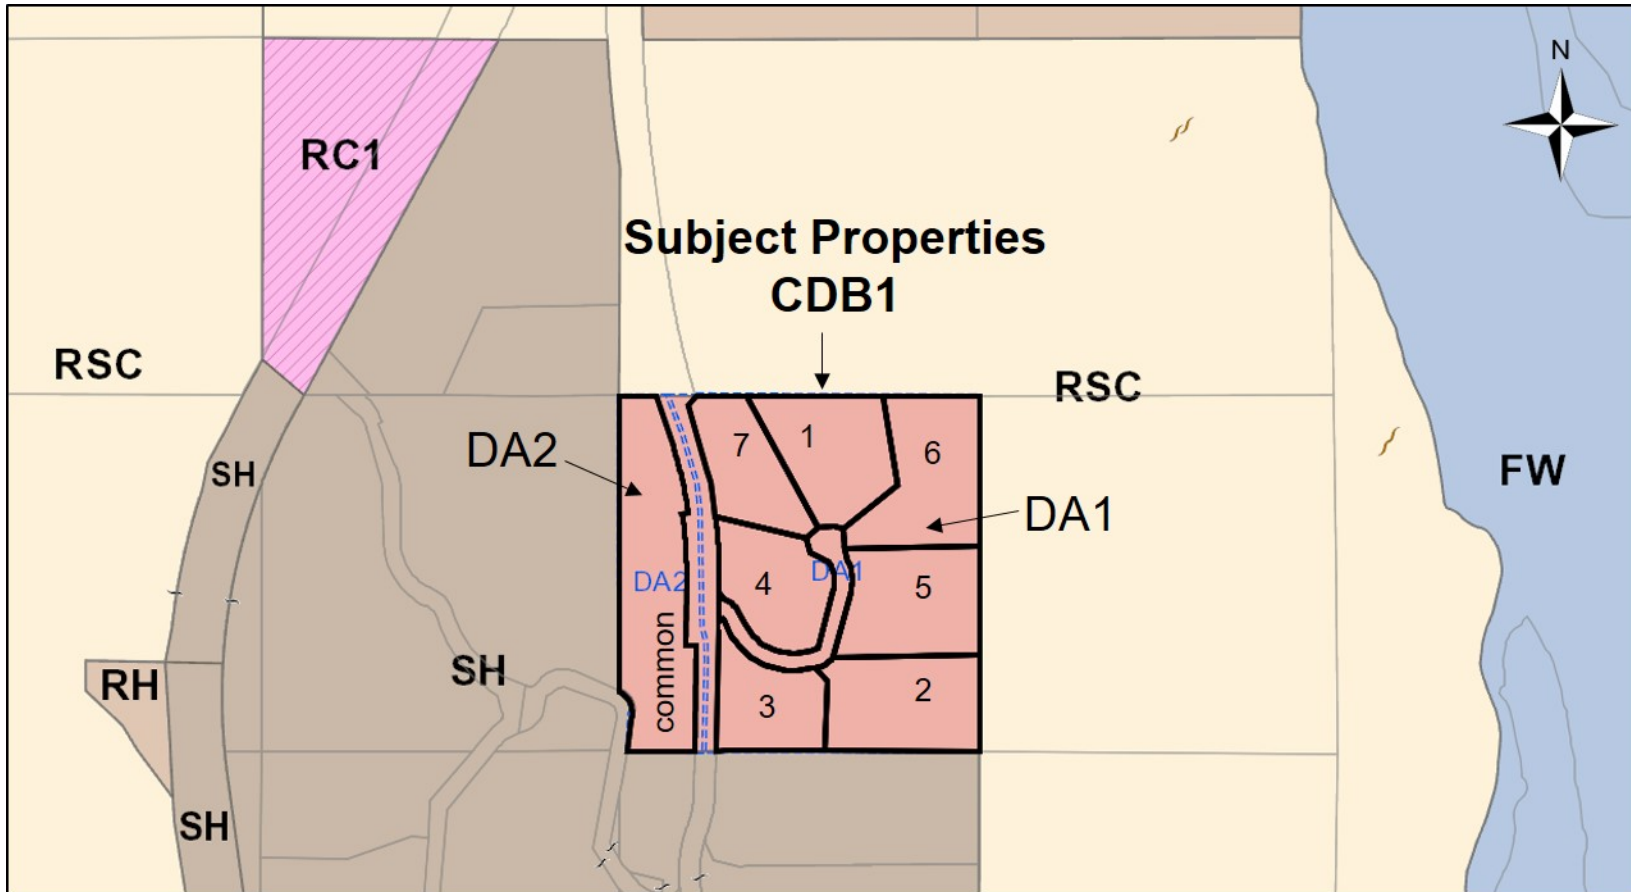 N
RC1
Subject Properties
CDB1
RSC
RSC
DA2
7
1
6
SH
FW
DA1
DA2
4
DA1
5
common
RH
SH
3
2
SH